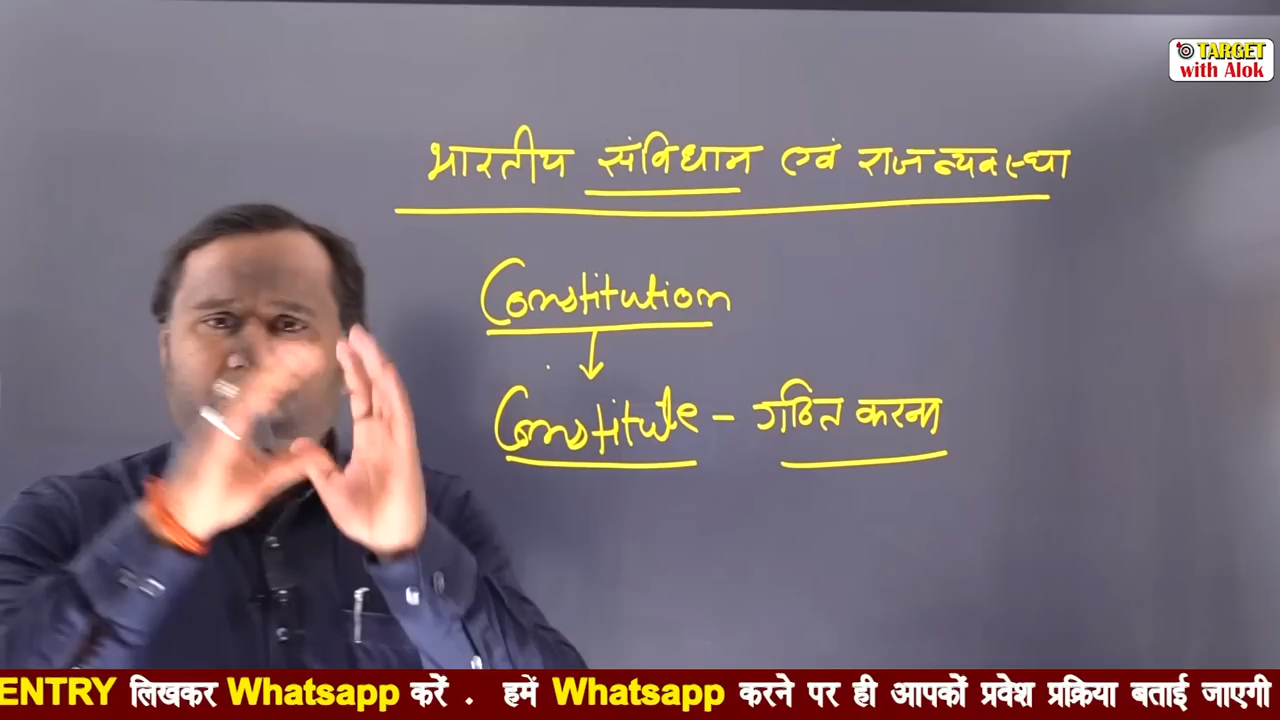 TARGET
with Alok
भारतीय संविधान एवं राजव्यवस्था
Constitution
Constitute - गठित करना
ENTRY लिखकर Whatsapp करें . हमें Whatsapp करने पर ही आपकों प्रवेश प्रक्रिया बताई जाएगी